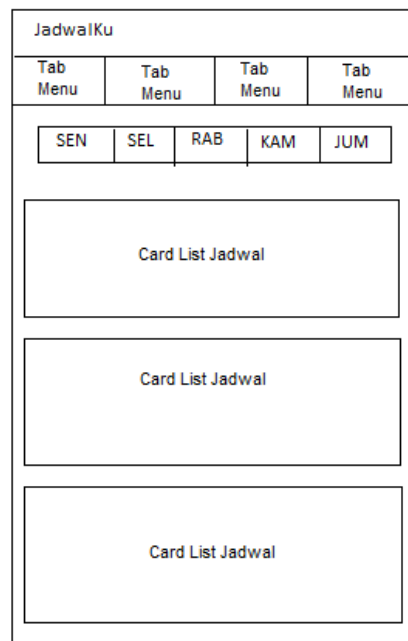 JadwalKu
Tab Menu
Tab Menu
Tab Menu
Tab Menu
SEN SEL RAB KAM JUM
Card List Jadwal
Card List Jadwal
Card List Jadwal